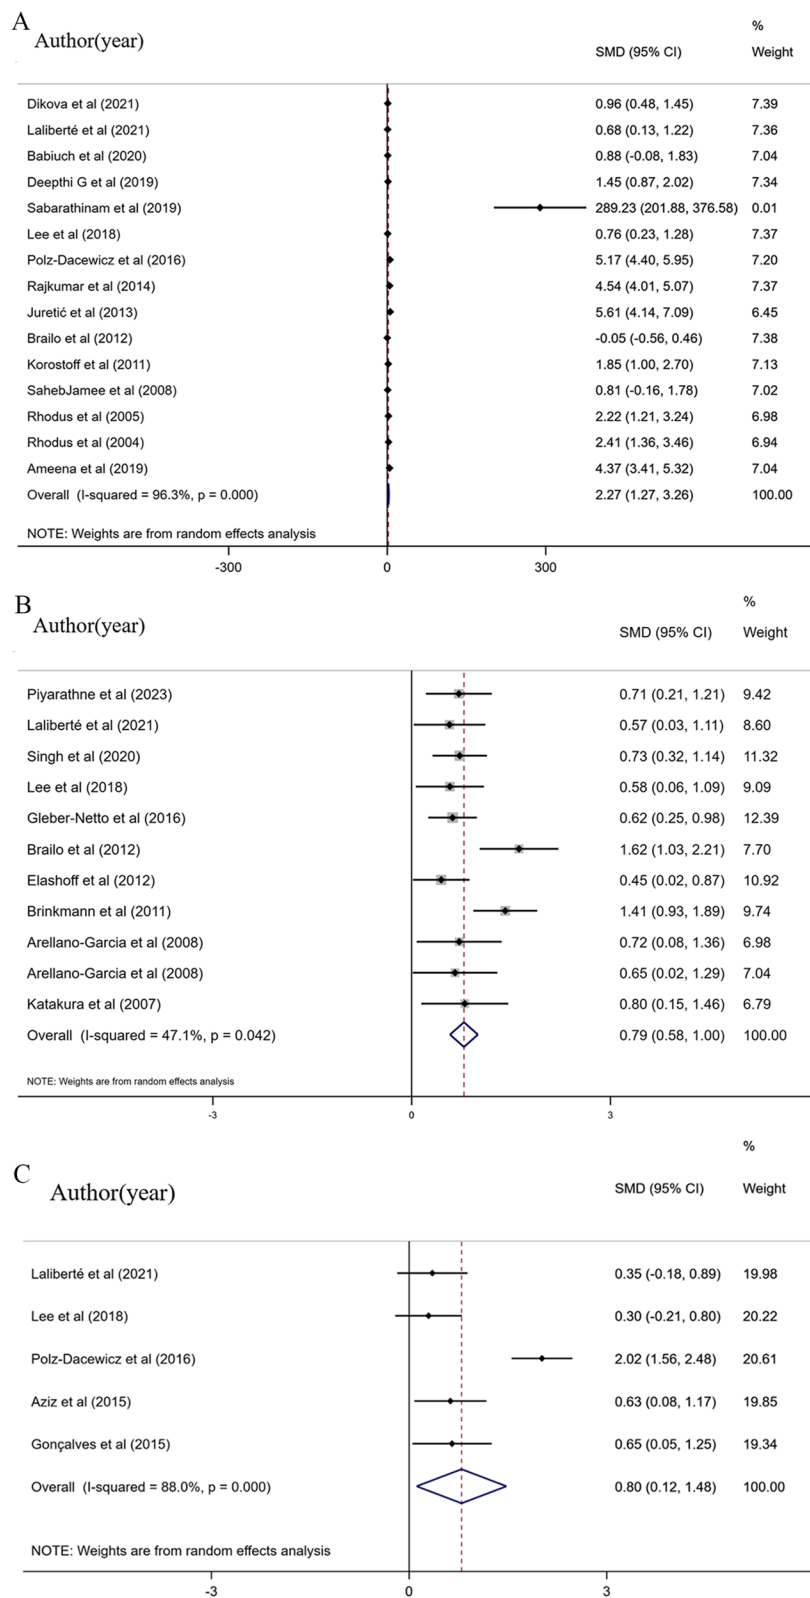 A
Author(year)
%
SMD (95% CI) Weight
Dikova et al (2021) 0.96 (0.48, 1.45) 7.39
Laliberté et al (2021) 0.68 (0.13, 1.22) 7.36
Babiuch et al (2020) 0.88 (-0.08, 1.83) 7.04
Deepthi G et al (2019) 1.45 (0.87, 2.02) 7.34
Sabarathinam et al (2019) 289.23 (201.88, 376.58) 0.01
Lee et al (2018) 0.76 (0.23, 1.28) 7.37
Polz-Dacewicz et al (2016) 5.17 (4.40, 5.95) 7.20
Rajkumar et al (2014) 4.54 (4.01, 5.07) 7.37
Juretić et al (2013) 5.61 (4.14, 7.09) 6.45
Brailo et al (2012) -0.05 (-0.56, 0.46) 7.38
Korostoff et al (2011) 1.85 (1.00, 2.70) 7.13
SahebJamee et al (2008) 0.81 (-0.16, 1.78) 7.02
Rhodus et al (2005) 2.22 (1.21, 3.24) 6.98
Rhodus et al (2004) 2.41 (1.36, 3.46) 6.94
Ameena et al (2019) 4.37 (3.41, 5.32) 7.04
Overall (I-squared = 96.3%, p = 0.000) 2.27 (1.27, 3.26) 100.00
NOTE: Weights are from random effects analysis
-300 0 300
B
Author(year)
%
SMD (95% CI) Weight
Piyarathne et al (2023) 0.71 (0.21, 1.21) 9.42
Laliberté et al (2021) 0.57 (0.03, 1.11) 8.60
Singh et al (2020) 0.73 (0.32, 1.14) 11.32
Lee et al (2018) 0.58 (0.06, 1.09) 9.09
Gleber-Netto et al (2016) 0.62 (0.25, 0.98) 12.39
Brailo et al (2012) 1.62 (1.03, 2.21) 7.70
Elashoff et al (2012) 0.45 (0.02, 0.87) 10.92
Brinkmann et al (2011) 1.41 (0.93, 1.89) 9.74
Arellano-Garcia et al (2008) 0.72 (0.08, 1.36) 6.98
Arellano-Garcia et al (2008) 0.65 (0.02, 1.29) 7.04
Katakura et al (2007) 0.80 (0.15, 1.46) 6.79
Overall (I-squared = 47.1%, p = 0.042) 0.79 (0.58, 1.00) 100.00
NOTE: Weights are from random effects analysis
-3 0 3
C
Author(year)
%
SMD (95% CI) Weight
Laliberté et al (2021) 0.35 (-0.18, 0.89) 19.98
Lee et al (2018) 0.30 (-0.21, 0.80) 20.22
Polz-Dacewicz et al (2016) 2.02 (1.56, 2.48) 20.61
Aziz et al (2015) 0.63 (0.08, 1.17) 19.85
Gonçalves et al (2015) 0.65 (0.05, 1.25) 19.34
Overall (I-squared = 88.0%, p = 0.000) 0.80 (0.12, 1.48) 100.00
NOTE: Weights are from random effects analysis
-3 0 3